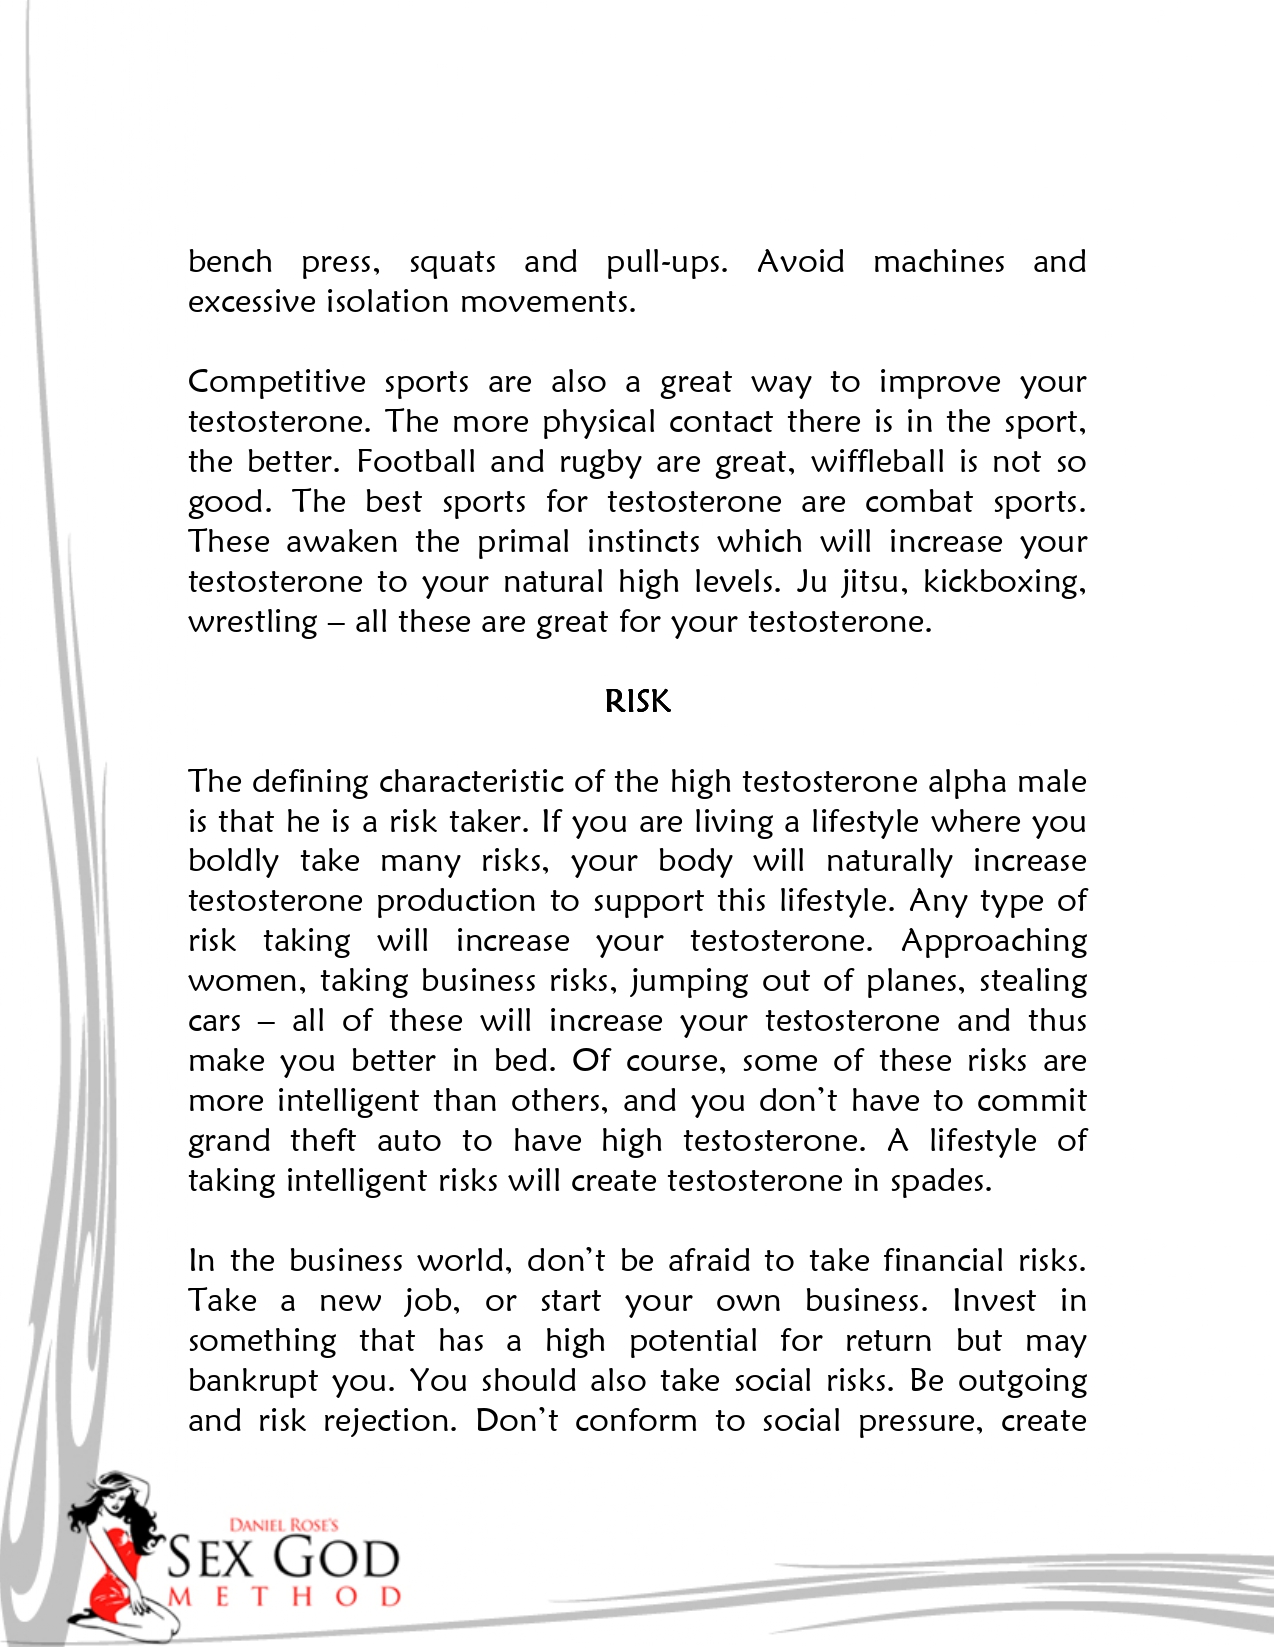 bench press, squats and pull-ups. Avoid machines and
excessive isolation movements.
Competitive sports are also a great way to improve your
testosterone. The more physical contact there is in the sport,
the better. Football and rugby are great, wiffleball is not so
good. The best sports for testosterone are combat sports.
These awaken the primal instincts which will increase your
testosterone to your natural high levels. Ju jitsu, kickboxing,
wrestling – all these are great for your testosterone.
RISK
The defining characteristic of the high testosterone alpha male
is that he is a risk taker. If you are living a lifestyle where you
boldly take many risks, your body will naturally increase
testosterone production to support this lifestyle. Any type of
risk taking will increase your testosterone. Approaching
women, taking business risks, jumping out of planes, stealing
cars – all of these will increase your testosterone and thus
make you better in bed. Of course, some of these risks are
more intelligent than others, and you don’t have to commit
grand theft auto to have high testosterone. A lifestyle of
taking intelligent risks will create testosterone in spades.
In the business world, don’t be afraid to take financial risks.
Take a new job, or start your own business. Invest in
something that has a high potential for return but may
bankrupt you. You should also take social risks. Be outgoing
and risk rejection. Don’t conform to social pressure, create
DANIEL ROSE'S
SEX GOD
METHOD